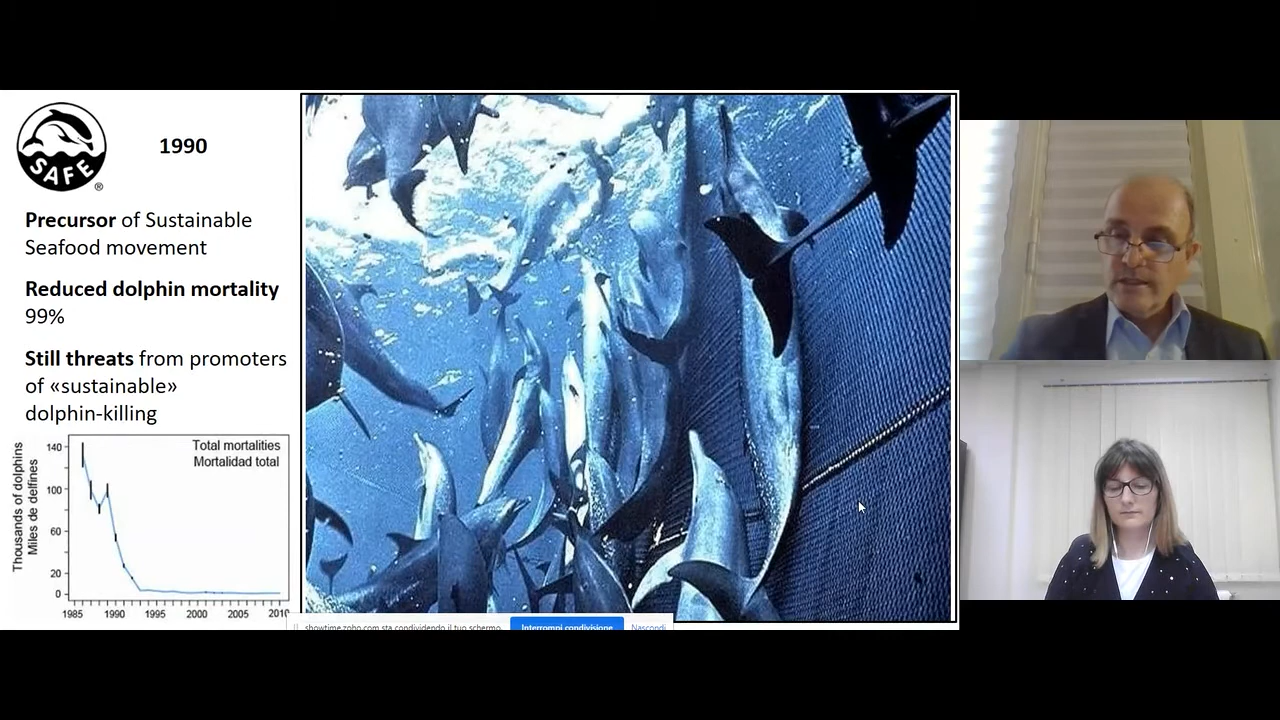 SAFE
®
1990
Precursor of Sustainable
Seafood movement
Reduced dolphin mortality
99%
Still threats from promoters
of «sustainable»
dolphin-killing
Total mortalities
Mortalidad total
Thousands of dolphins
Miles de delfines
140
100
60
20
0
1985
1990
1995
2000
2005
2010
showtime.zoho.com sta condividendo il tuo schermo.
Interrompi condivisione
Nascondi